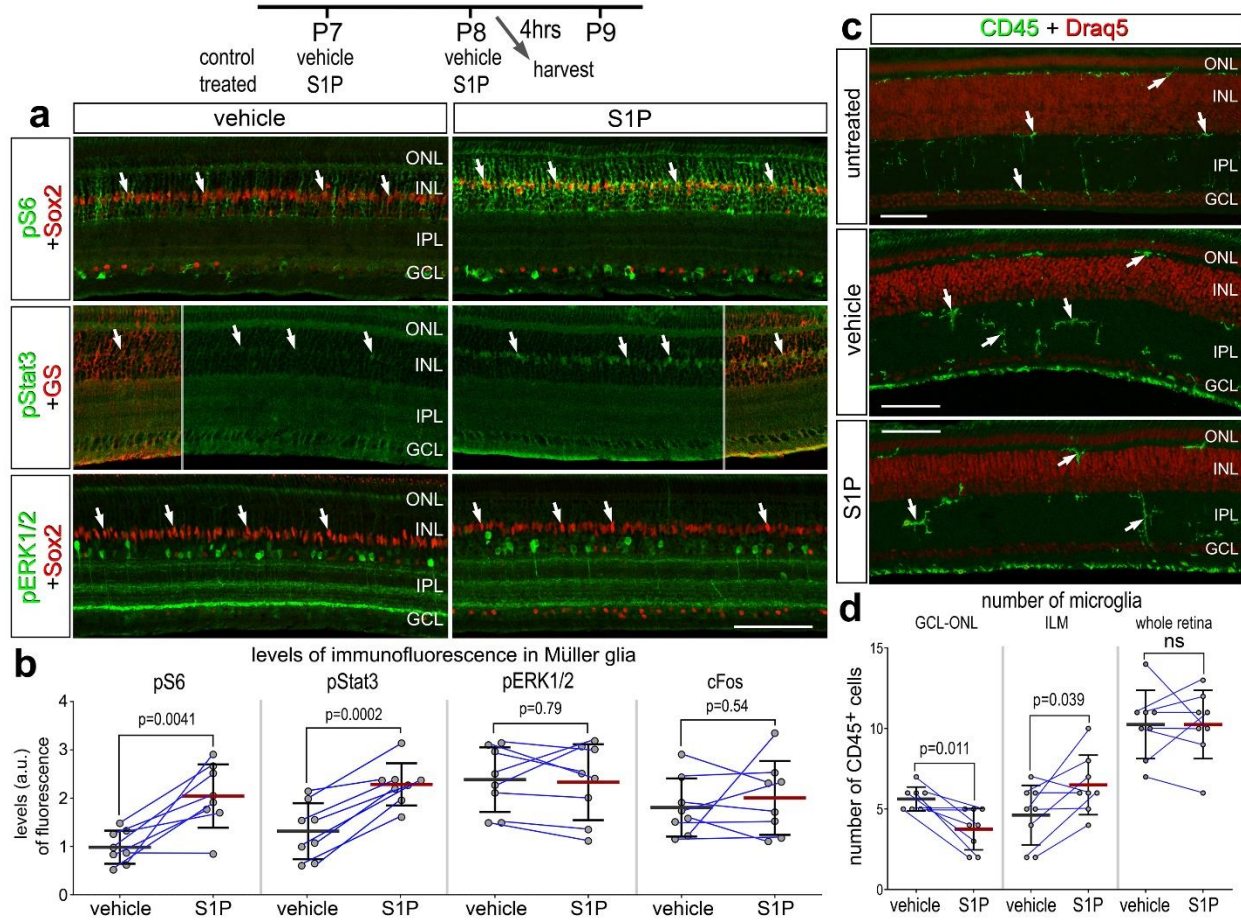 P7 P8 4hrs P9
control vehicle vehicle harvest
treated S1P S1P
a
vehicle S1P
pS6
+Sox2
ONL
INL
IPL
GCL
ONL
INL
IPL
GCL
pStat3
+GS
ONL
INL
IPL
GCL
ONL
INL
IPL
GCL
pERK1/2
+Sox2
ONL
INL
IPL
GCL
ONL
INL
IPL
GCL
b
levels of immunofluorescence in Müller glia
pS6 pStat3 pERK1/2 cFos
p=0.0041 p=0.0002 p=0.79 p=0.54
levels (a.u.)
of fluorescence
4
3
2
1
0
vehicle S1P vehicle S1P vehicle S1P vehicle S1P
c
CD45 + Draq5
untreated
ONL
INL
IPL
GCL
vehicle
ONL
INL
IPL
GCL
S1P
ONL
INL
IPL
GCL
d
number of microglia
GCL-ONL ILM whole retina
ns
p=0.011 p=0.039
number of CD45+ cells
15
10
5
0
vehicle S1P vehicle S1P vehicle S1P